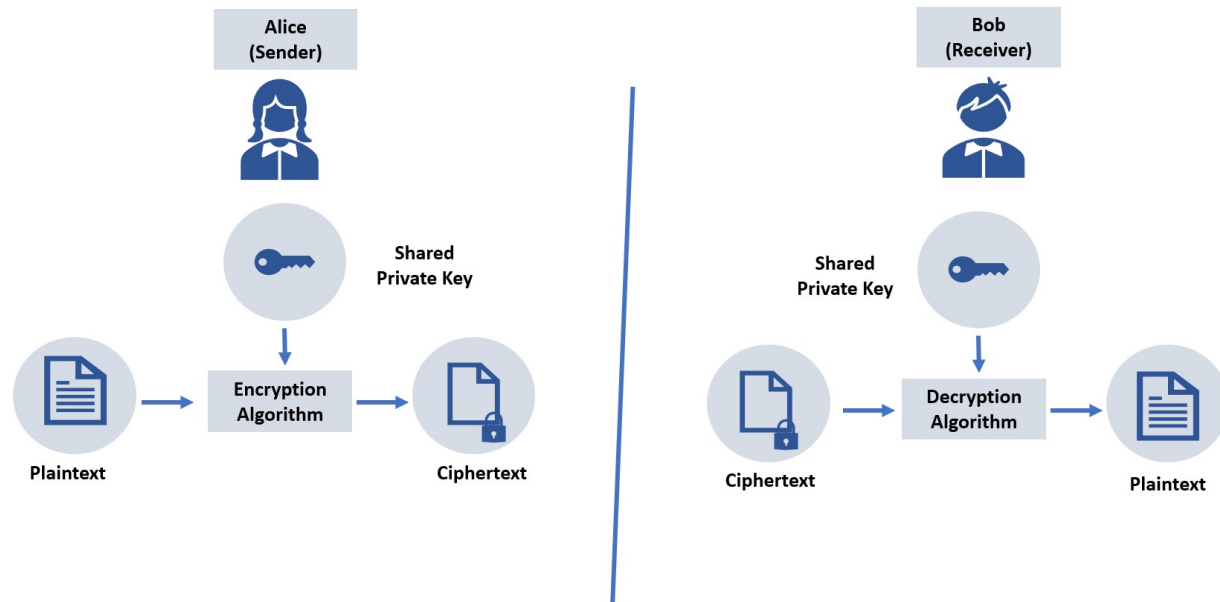 Alice
(Sender)
Shared
Private Key
Encryption
Algorithm
Plaintext
Ciphertext
Bob
(Receiver)
Shared
Private Key
Decryption
Algorithm
Ciphertext
Plaintext